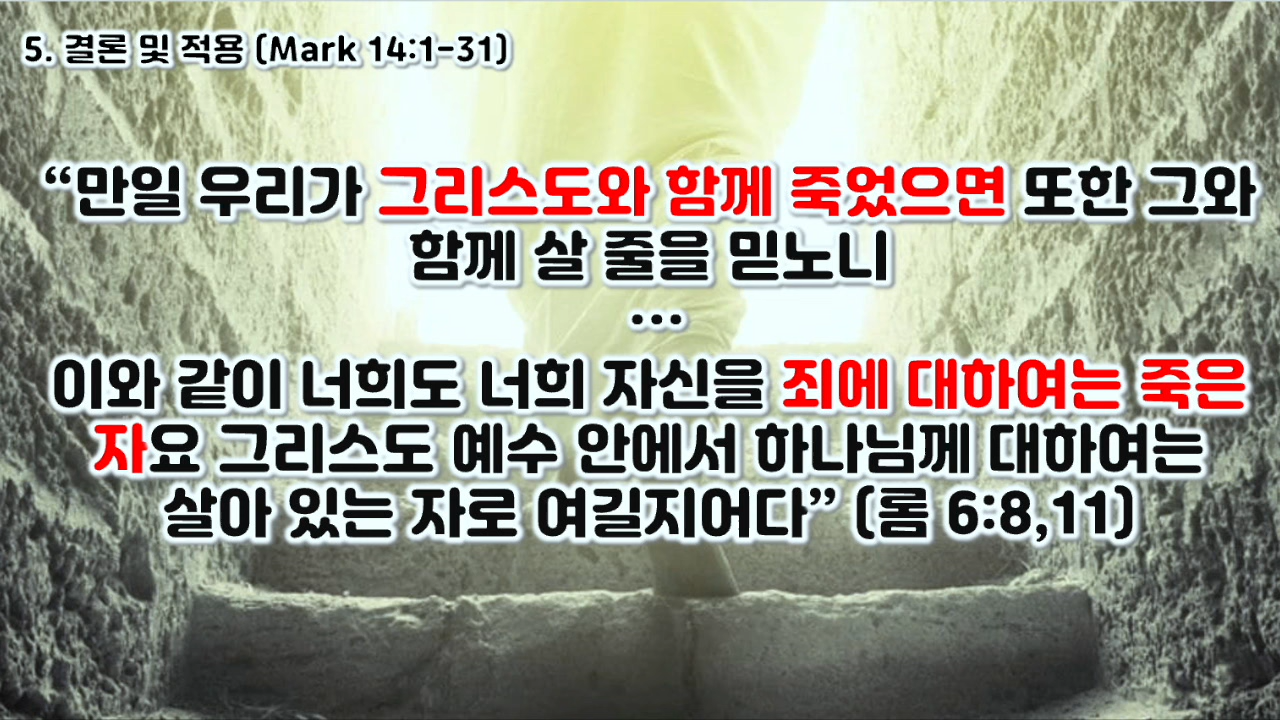 5. 결론 및 적용 (Mark 14:1-31)
“만일 우리가 그리스도와 함께 죽었으면 또한 그와
함께 살 줄을 믿노니
...
이와 같이 너희도 너희 자신을 죄에 대하여는 죽은
자요 그리스도 예수 안에서 하나님께 대하여는
살아 있는 자로 여길지어다” (롬 6:8,11)